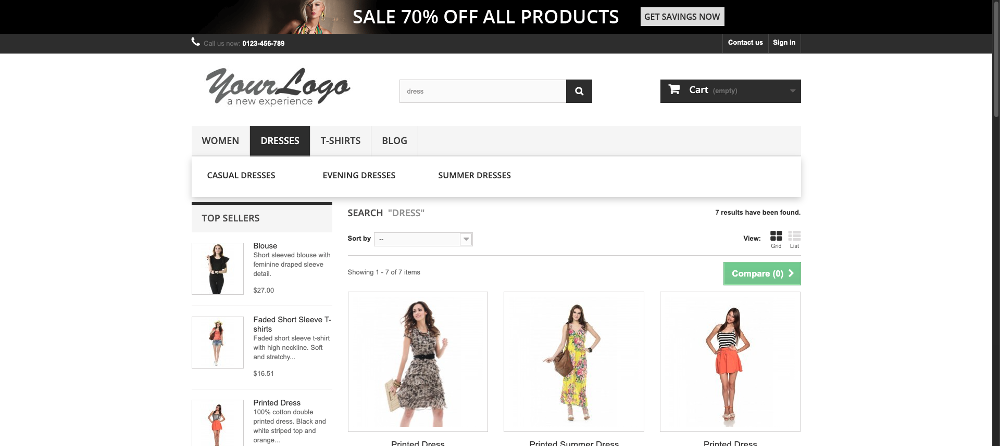 SALE 70% OFF ALL PRODUCTS
GET SAVINGS NOW
Call us now: 0123-456-789
Contact us
Sign in
YourLogo
a new experience
dress
Cart (empty)
WOMEN
DRESSES
T-SHIRTS
BLOG
CASUAL DRESSES
EVENING DRESSES
SUMMER DRESSES
TOP SELLERS
Blouse
Short sleeved blouse with
feminine draped sleeve
detail.
$27.00
Faded Short Sleeve T-
shirts
Faded short sleeve t-shirt
with high neckline. Soft
and stretchy...
$16.51
Printed Dress
100% cotton double
printed dress. Black and
white striped top and
orange...
SEARCH "DRESS"
7 results have been found.
Sort by
--
View:
Grid
List
Showing 1 - 7 of 7 items
Compare (0)
Printed Dress
Printed Summer Dress
Printed Dress